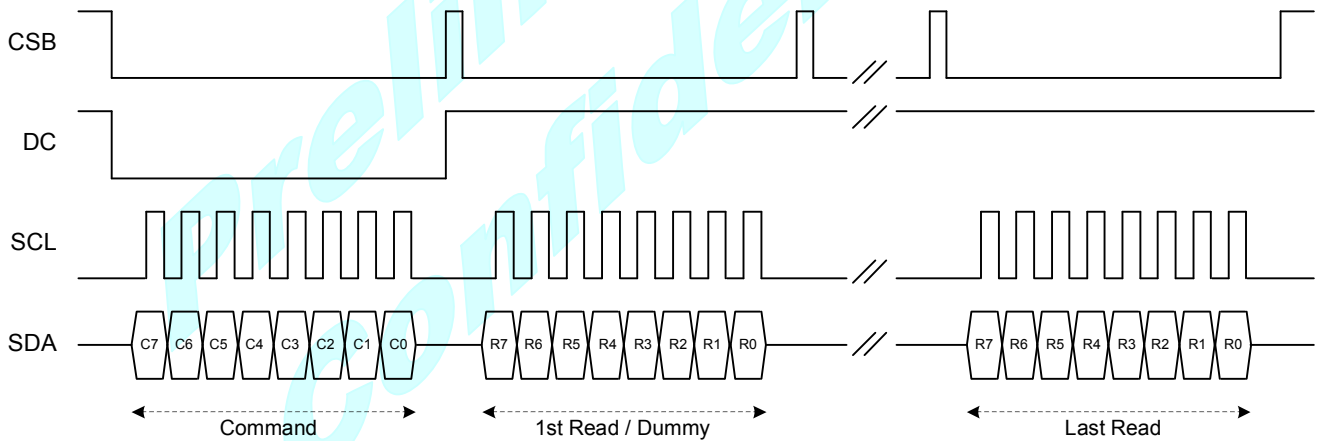 CSB
DC
SCL
SDA C7 C6 C5 C4 C3 C2 C1 C0 R7 R6 R5 R4 R3 R2 R1 R0 R7 R6 R5 R4 R3 R2 R1 R0
Command 1st Read / Dummy Last Read